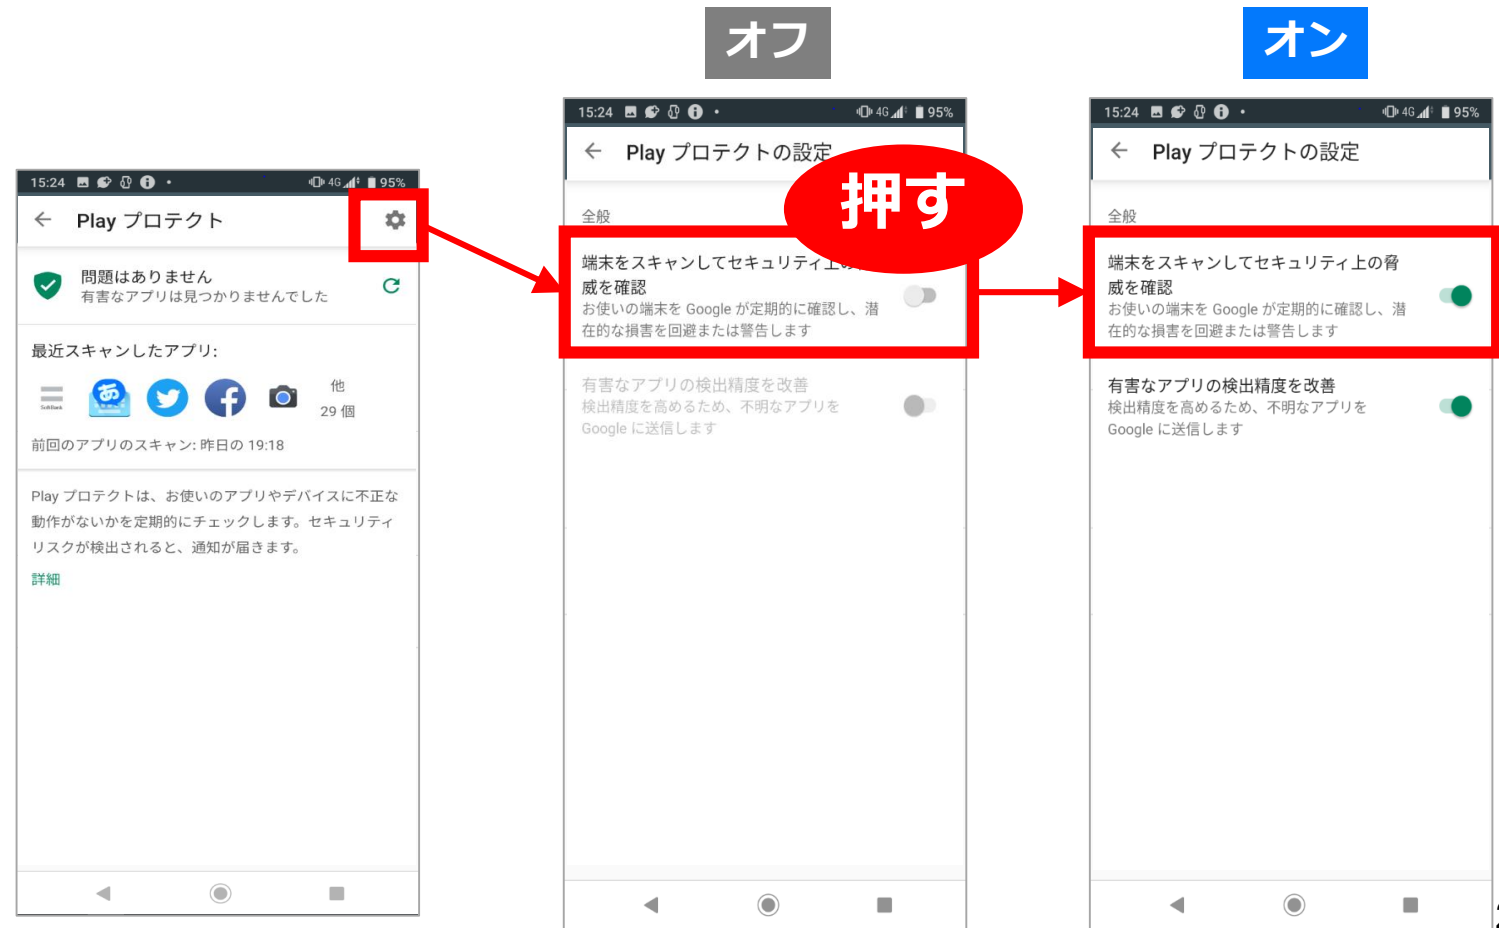 オフ
オン
15:24
4G
95%
Play プロテクト
問題はありません
有害なアプリは見つかりませんでした
最近スキャンしたアプリ:
SoftBank
あ
他
29 個
前回のアプリのスキャン: 昨日の 19:18
Play プロテクトは、お使いのアプリやデバイスに不正な
動作がないかを定期的にチェックします。セキュリティ
リスクが検出されると、通知が届きます。
詳細
15:24
4G
95%
Play プロテクトの設定
押す
全般
端末をスキャンしてセキュリティ上の
威を確認
お使いの端末を Google が定期的に確認し、潜
在的な損害を回避または警告します
有害なアプリの検出精度を改善
検出精度を高めるため、不明なアプリを
Google に送信します
15:24
4G
95%
Play プロテクトの設定
全般
端末をスキャンしてセキュリティ上の脅
威を確認
お使いの端末を Google が定期的に確認し、潜
在的な損害を回避または警告します
有害なアプリの検出精度を改善
検出精度を高めるため、不明なアプリを
Google に送信します